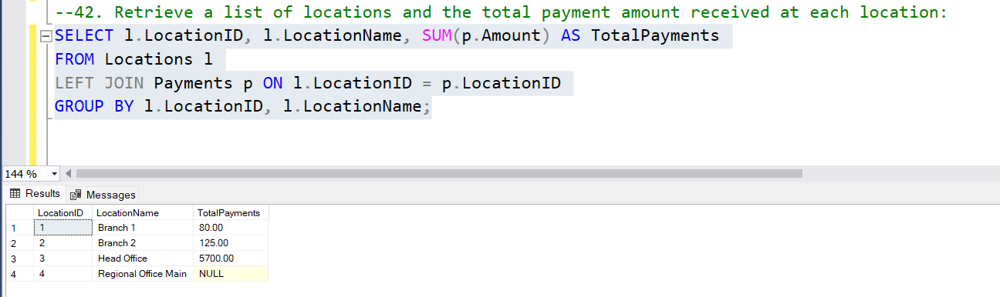 --42. Retrieve a list of locations and the total payment amount received at each location:
SELECT l.LocationID, l.LocationName, SUM(p.Amount) AS TotalPayments
FROM Locations l
LEFT JOIN Payments p ON l.LocationID = p.LocationID
GROUP BY l.LocationID, l.LocationName;
144 %
Results Messages
LocationID LocationName TotalPayments
1 1 Branch 1 80.00
2 2 Branch 2 125.00
3 3 Head Office 5700.00
4 4 Regional Office Main NULL